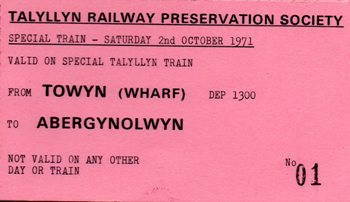 TALYLLYN RAILWAY PRESERVATION SOCIETY
SPECIAL TRAIN - SATURDAY 2nd OCTOBER 1971
VALID ON SPECIAL TALYLLYN TRAIN
FROM TOWYN (WHARF) DEP 1300
TO ABERGYNOLWYN
NOT VALID ON ANY OTHER
DAY OR TRAIN
No 01